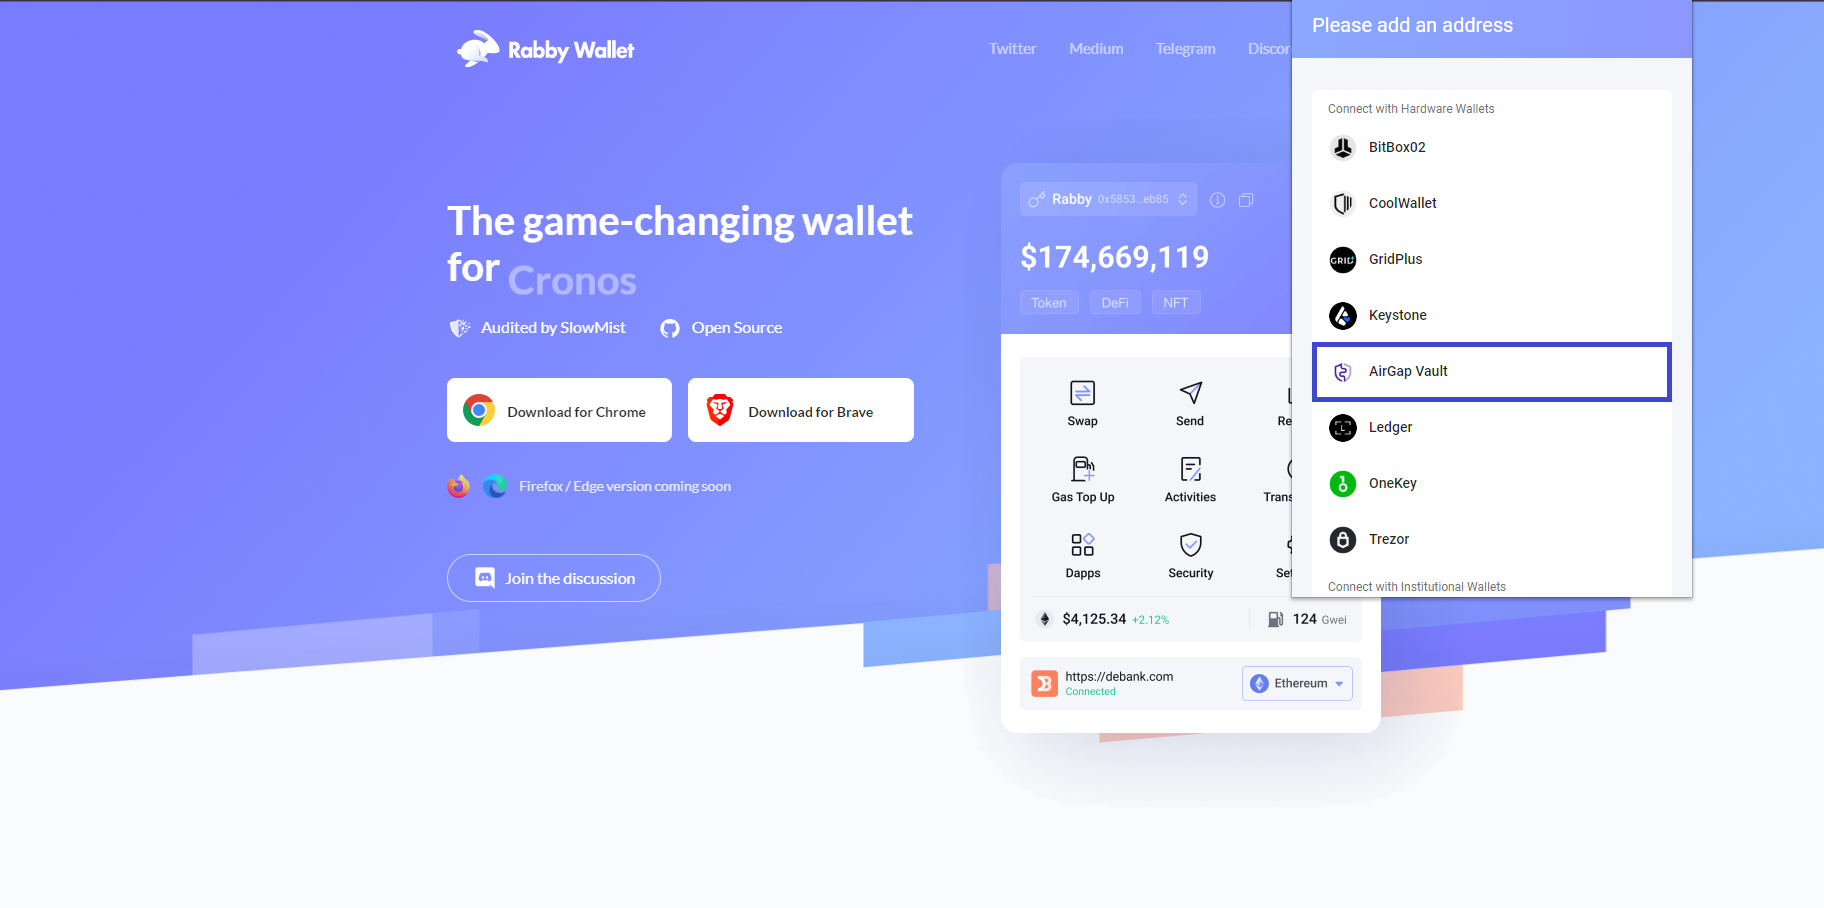 Rabby Wallet
Twitter Medium Telegram
The game-changing wallet
for Cronos
Audited by SlowMist Open Source
Download for Chrome Download for Brave
Firefox / Edge version coming soon
Join the discussion
Rabby 0x5853...eb85
$174,669,119
Token DeFi NFT
Swap Send
Gas Top Up Activities
Dapps Security
$4,125.34 +2.12% 124 Gwei
https://debank.com
Connected
Ethereum
Please add an address
Connect with Hardware Wallets
BitBox02
CoolWallet
GRID+ GridPlus
Keystone
AirGap Vault
Ledger
OneKey
Trezor
Connect with Institutional Wallets